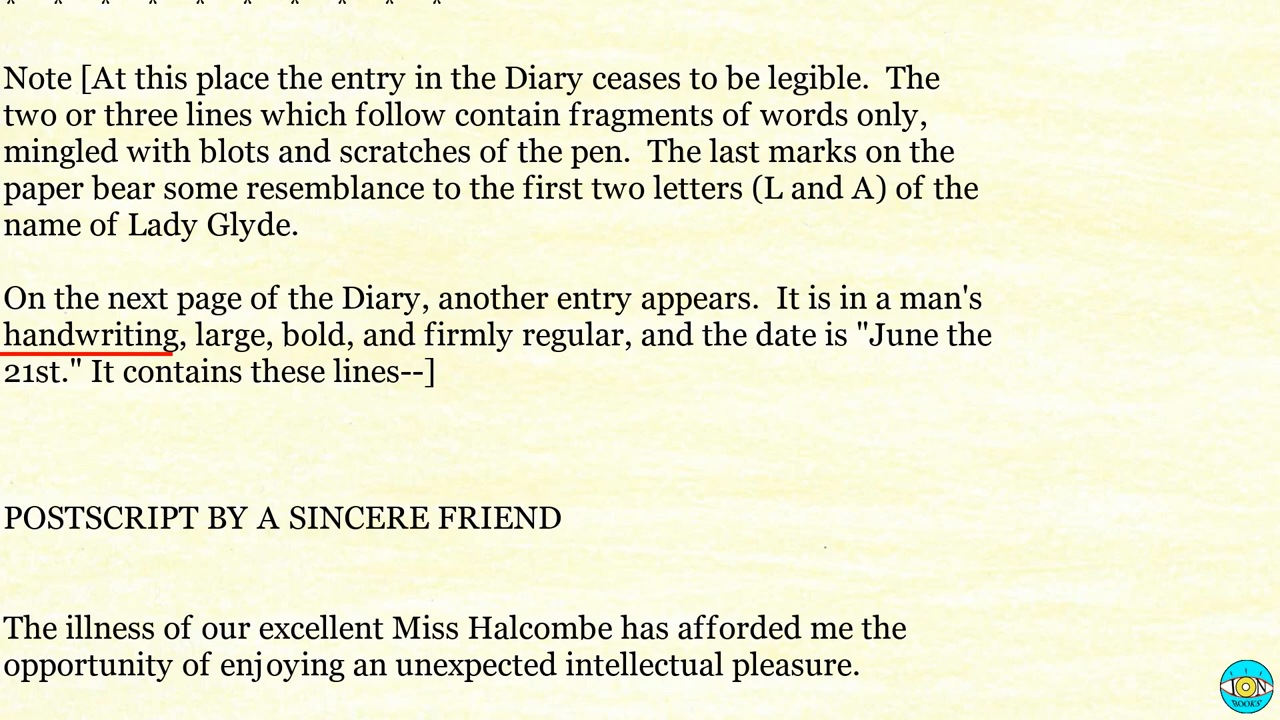 Note [At this place the entry in the Diary ceases to be legible.  The
two or three lines which follow contain fragments of words only,
mingled with blots and scratches of the pen.  The last marks on the
paper bear some resemblance to the first two letters (L and A) of the
name of Lady Glyde.
On the next page of the Diary, another entry appears.  It is in a man's
handwriting, large, bold, and firmly regular, and the date is "June the
21st." It contains these lines--]
POSTSCRIPT BY A SINCERE FRIEND
The illness of our excellent Miss Halcombe has afforded me the
opportunity of enjoying an unexpected intellectual pleasure.
ION
BOOKS